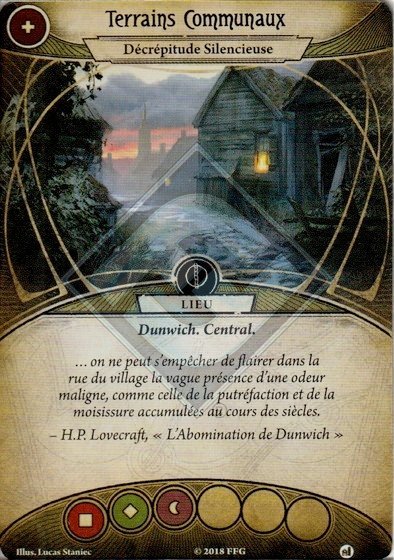 Terrains Communaux
Décrépitude Silencieuse
LIEU
Dunwich. Central.
… on ne peut s'empêcher de flairer dans la
rue du village la vague présence d'une odeur
maligne, comme celle de la putréfaction et de la
moisissure accumulées au cours des siècles.
– H.P. Lovecraft, « L'Abomination de Dunwich »
Illus. Lucas Staniec
© 2018 FFG